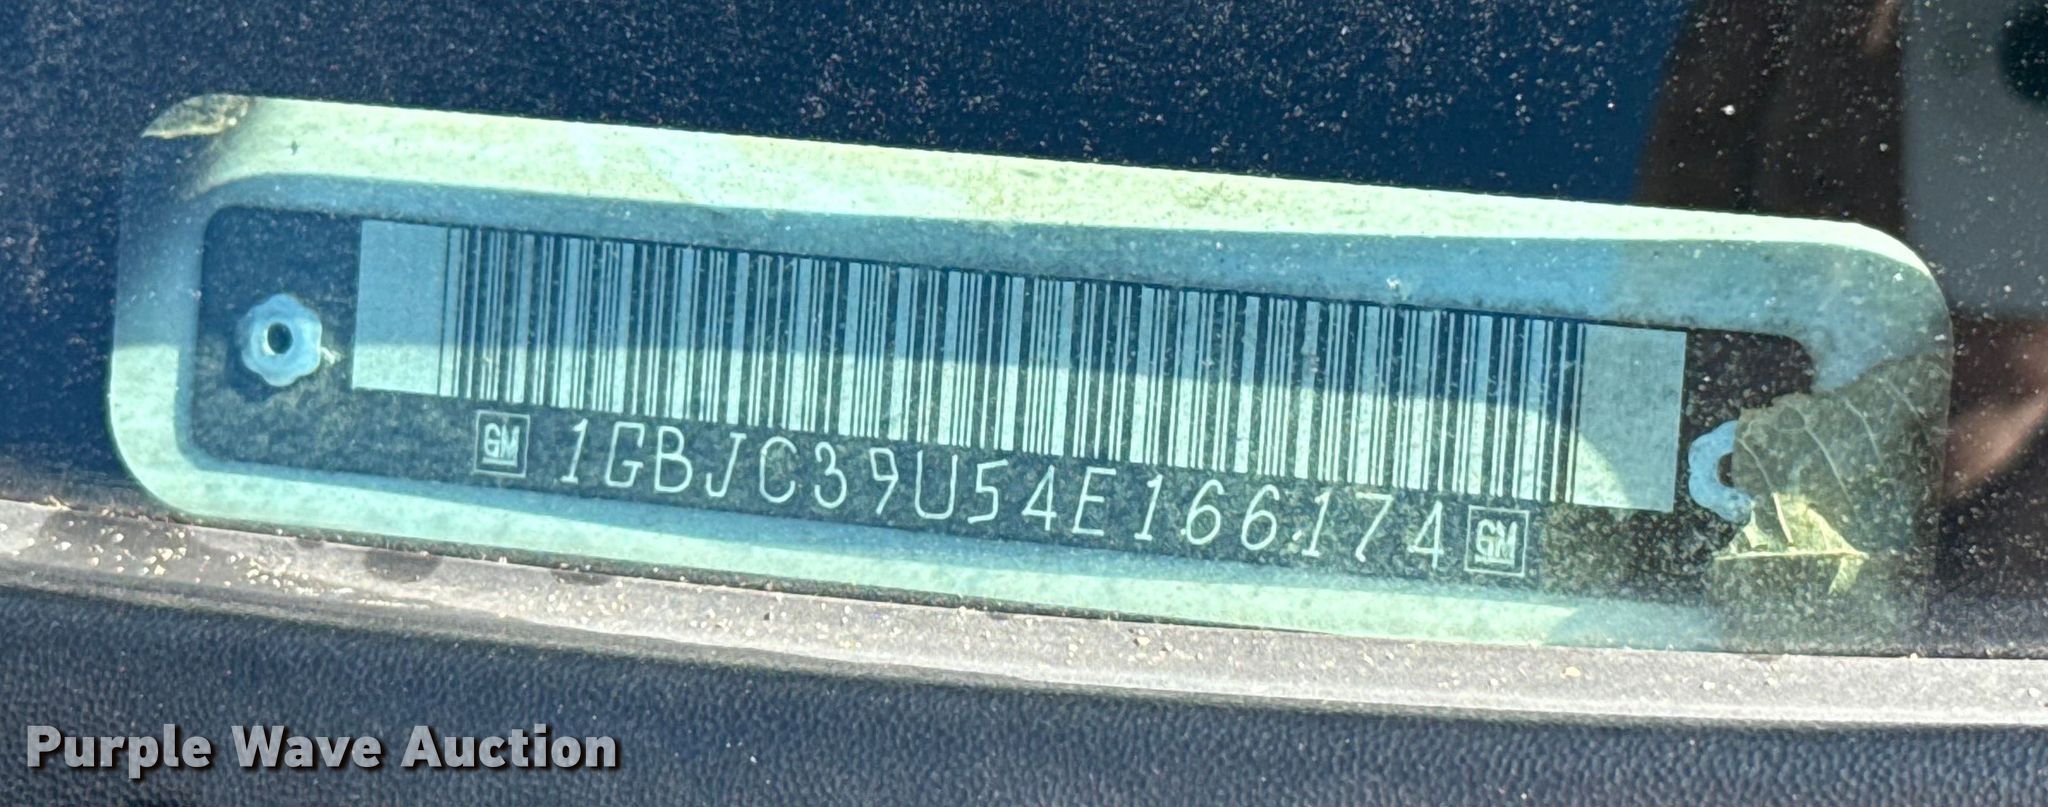 GM 1GBJC39U54E166174 GM
Purple Wave Auction